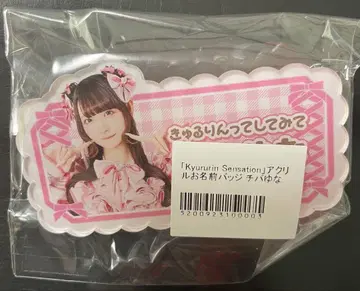 きゅるりんってしてみて
「Kyururin Sensation」アクリ
ルお名前バッジ チバゆな
3200923100003